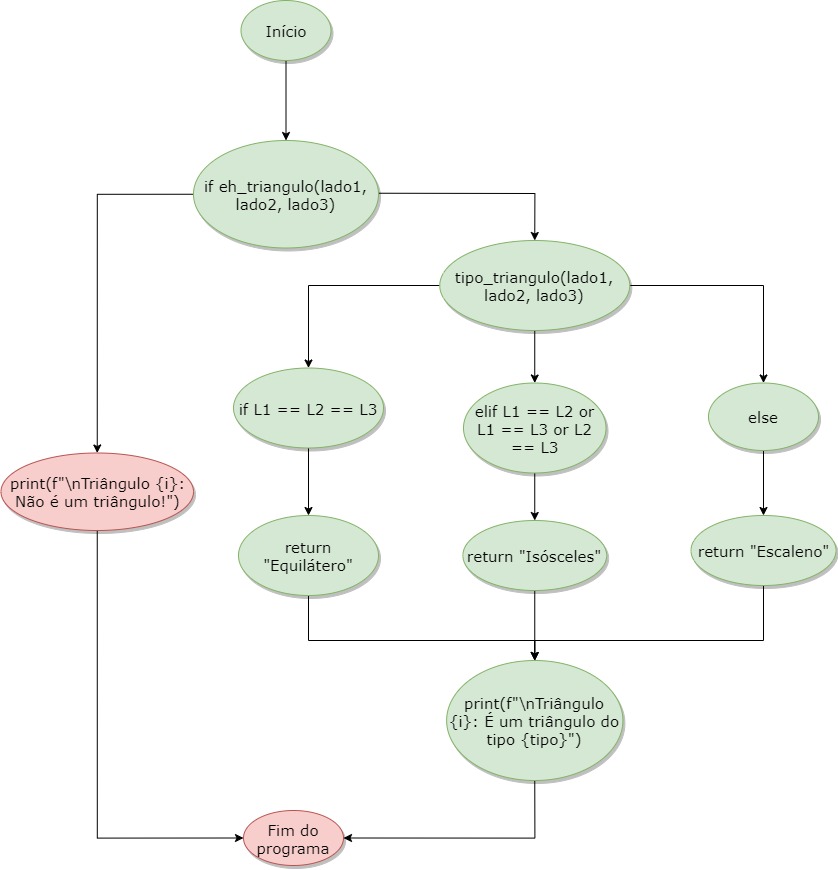 Início
if eh_triangulo(lado1,
lado2, lado3)
tipo_triangulo(lado1,
lado2, lado3)
if L1 == L2 == L3
elif L1 == L2 or
L1 == L3 or L2
== L3
else
print(f"\nTriângulo {i}:
Não é um triângulo!")
return
"Equilátero"
return "Isósceles"
return "Escaleno"
print(f"\nTriângulo
{i}: É um triângulo do
tipo {tipo}")
Fim do
programa